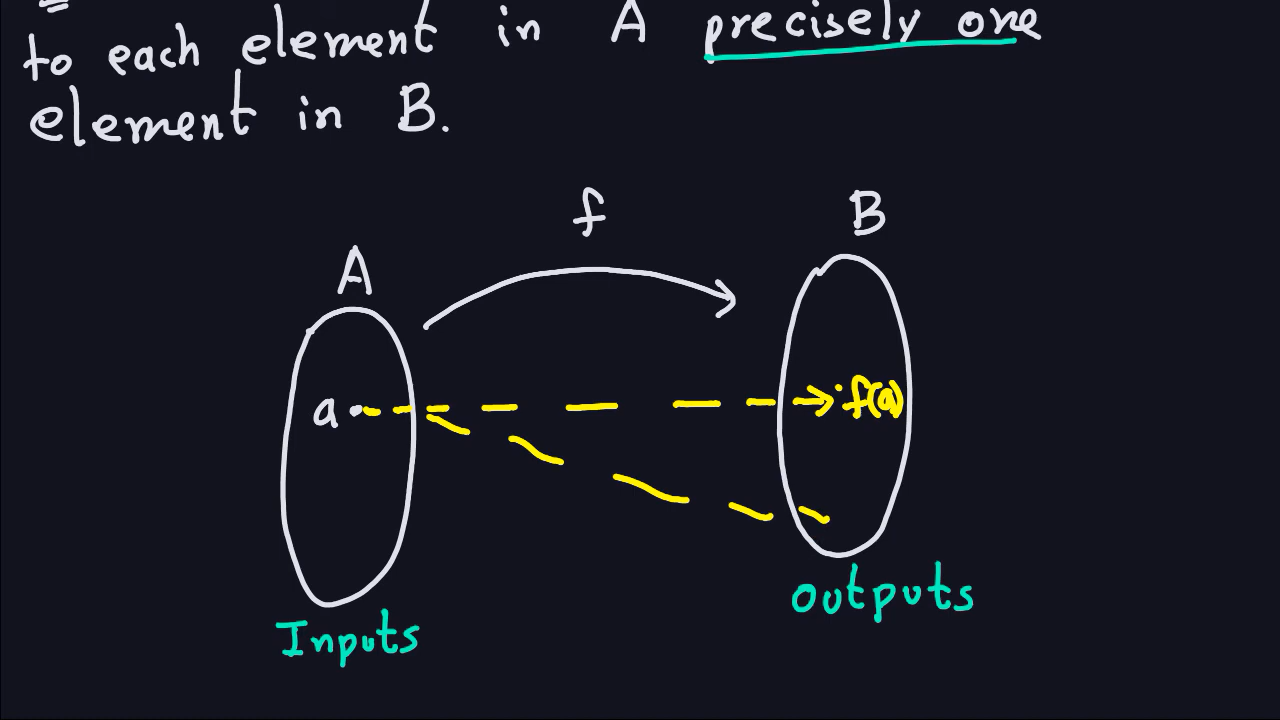 to each element in A precisely one
element in B.
f
B
A
a
f(a)
Outputs
Inputs